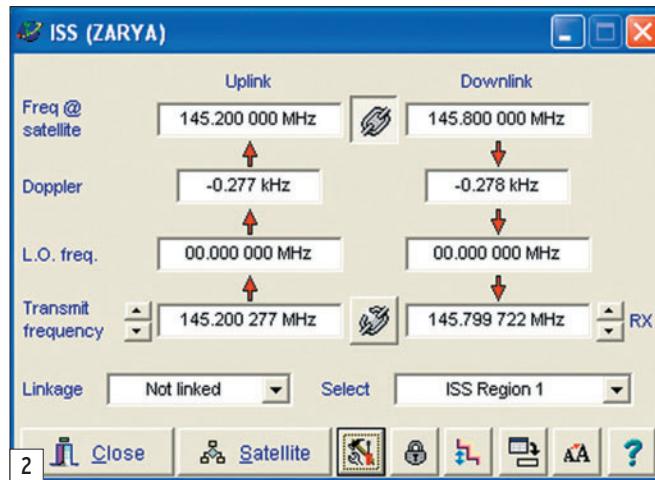 ISS (ZARYA)
Uplink Downlink
Freq @
satellite
145.200 000 MHz 145.800 000 MHz
Doppler -0.277 kHz -0.278 kHz
L.O. freq. 00.000 000 MHz 00.000 000 MHz
Transmit
frequency
145.200 277 MHz 145.799 722 MHz RX
Linkage Not linked Select ISS Region 1
Close Satellite AA ?
2